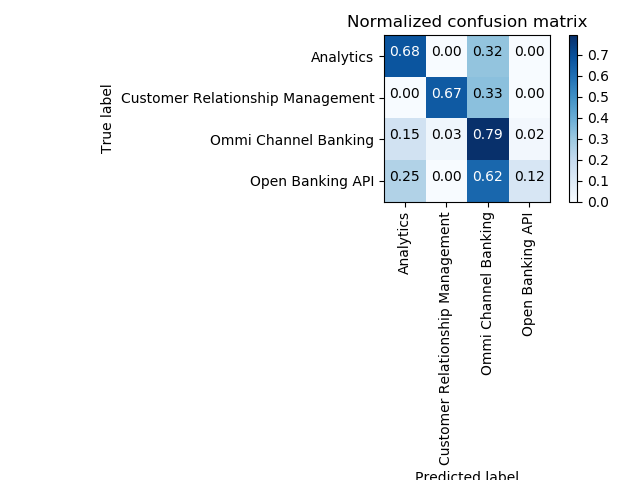 Normalized confusion matrix
True label
Analytics 0.68 0.00 0.32 0.00
Customer Relationship Management 0.00 0.67 0.33 0.00
Ommi Channel Banking 0.15 0.03 0.79 0.02
Open Banking API 0.25 0.00 0.62 0.12
Analytics
Customer Relationship Management
Ommi Channel Banking
Open Banking API
Predicted label
0.7
0.6
0.5
0.4
0.3
0.2
0.1
0.0